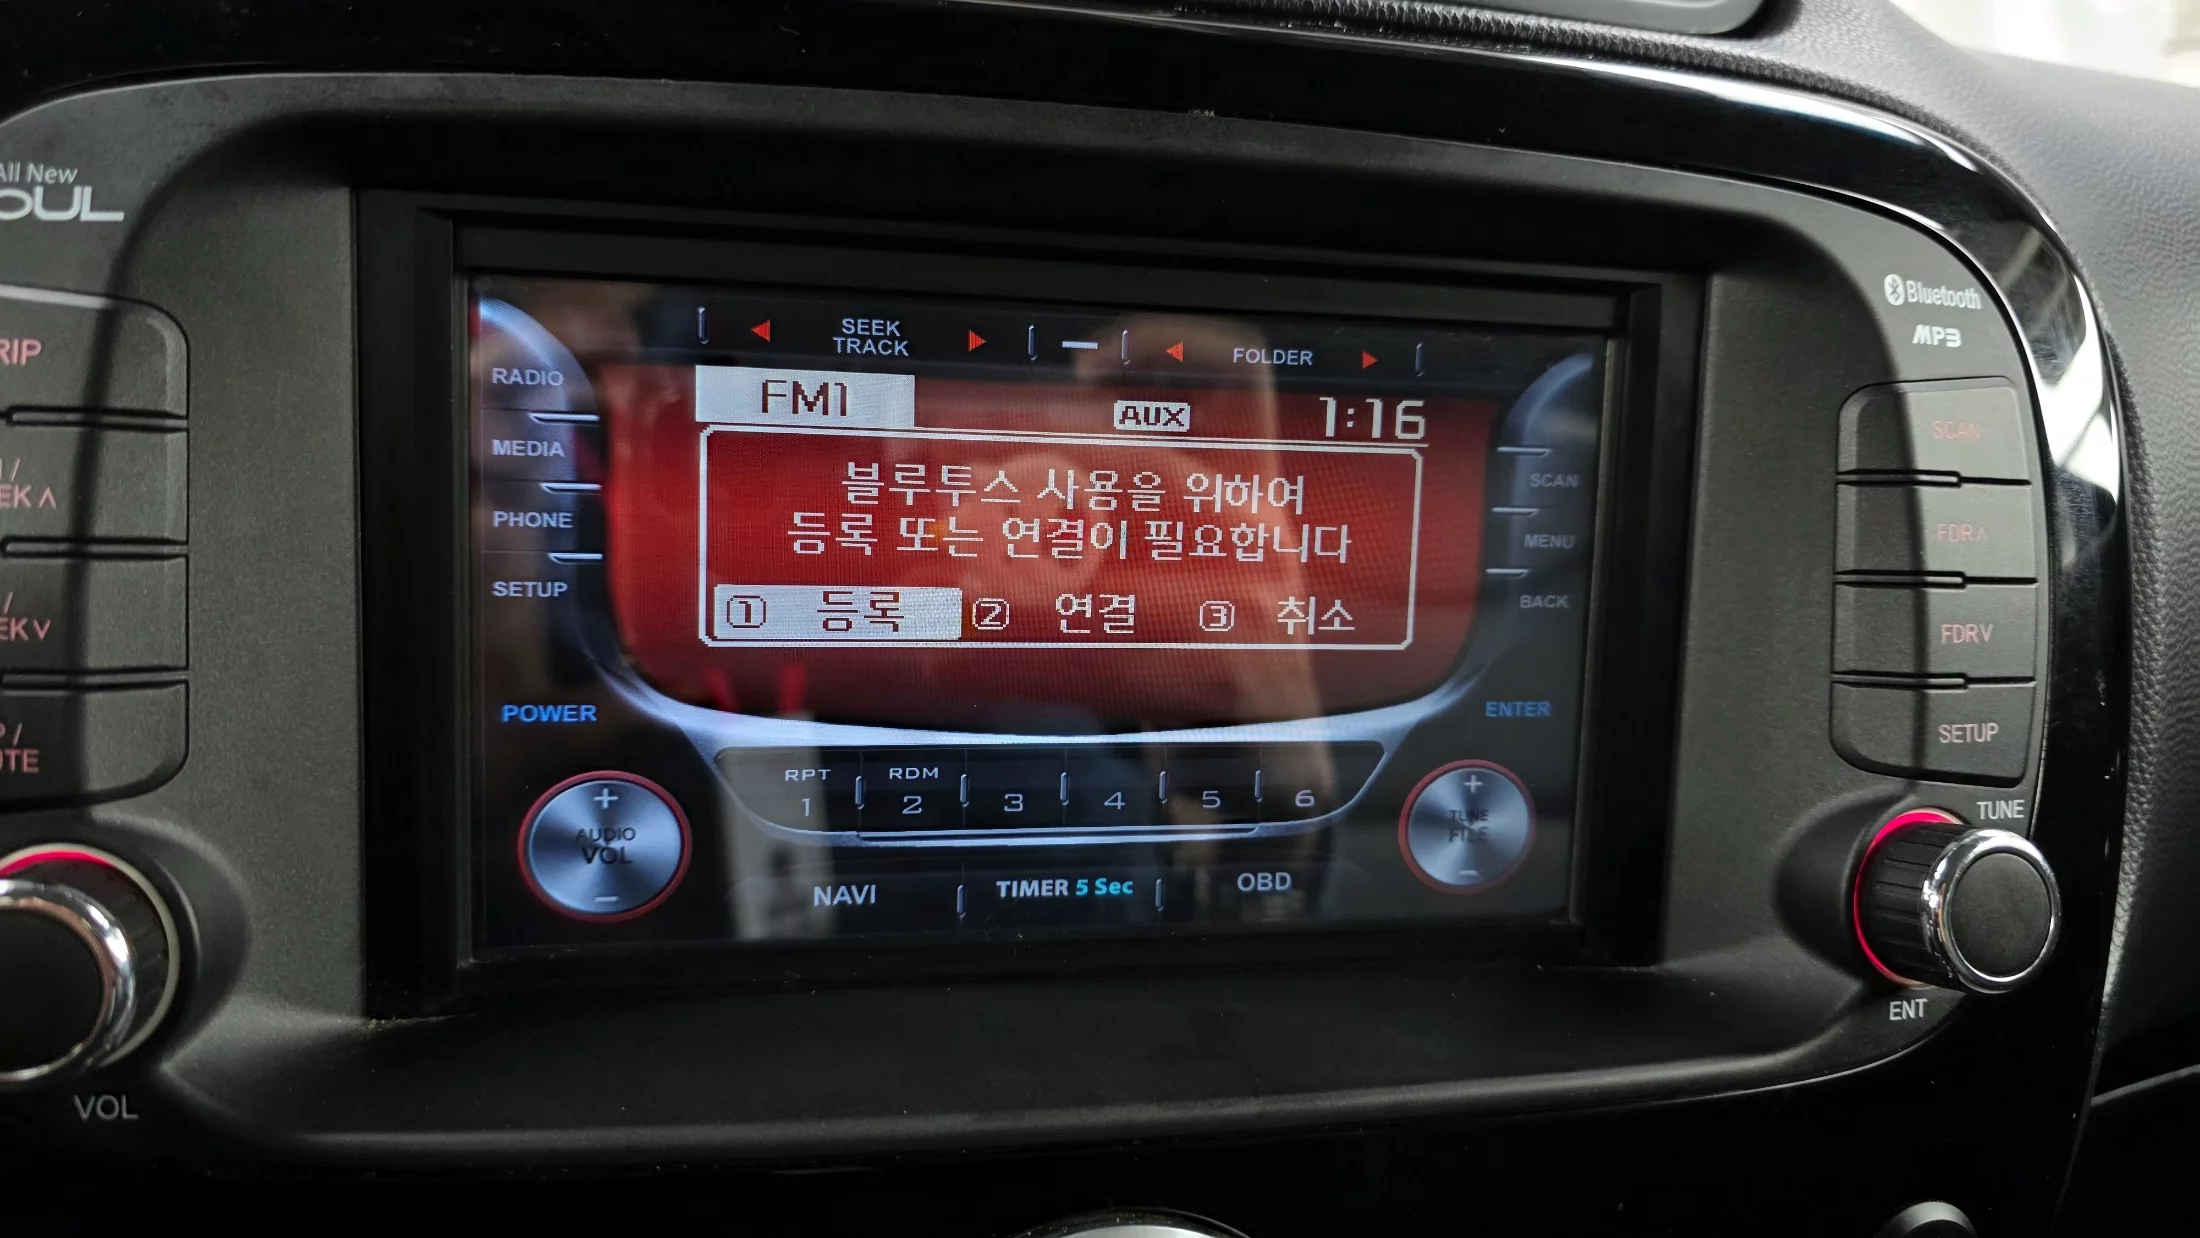 All New
OUL
Bluetooth
MP3
RIP
EK ∧
EK ∨
UTE
VOL
SEEK
TRACK
FOLDER
RADIO
MEDIA
PHONE
SETUP
POWER
FM1
AUX
1:16
블루투스 사용을 위하여
등록 또는 연결이 필요합니다
① 등록 ② 연결 ③ 취소
SCAN
MENU
BACK
ENTER
RPT
1
RDM
2
3
4
5
6
+
AUDIO
VOL
−
+
TUNE
FILE
−
NAVI
TIMER 5 Sec
OBD
SCAN
FDR∧
FDR∨
SETUP
TUNE
ENT